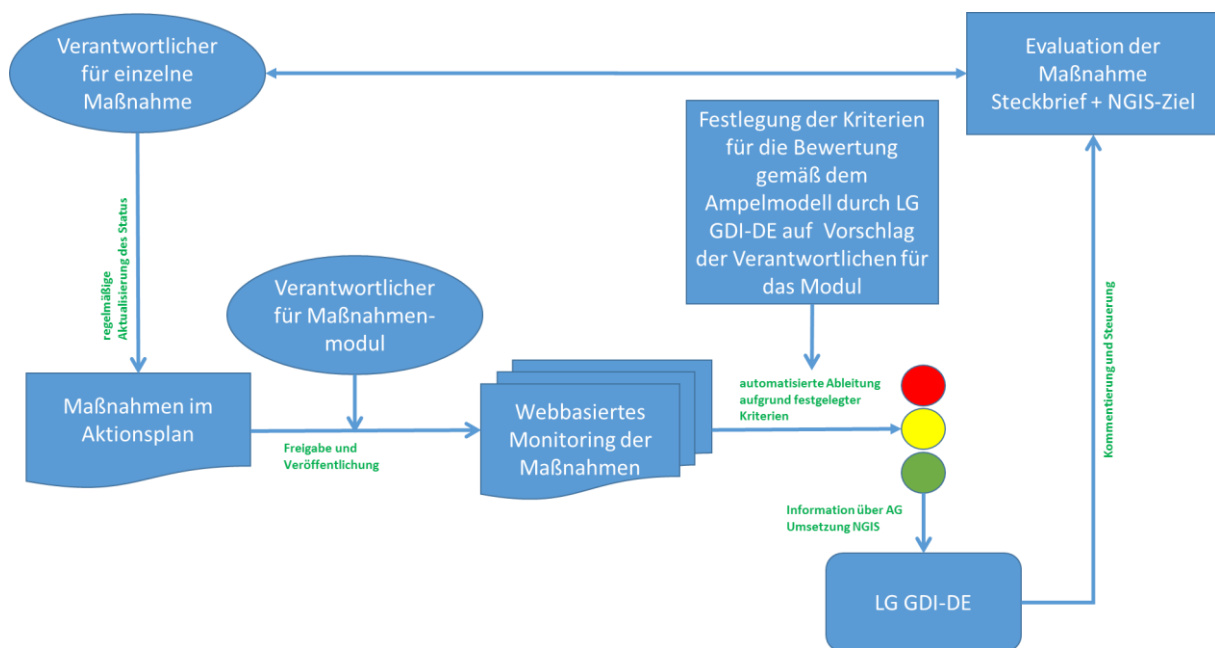 Verantwortlicher
für einzelne
Maßnahme
Evaluation der
Maßnahme
Steckbrief + NGIS-Ziel
Festlegung der Kriterien
für die Bewertung
gemäß dem
Ampelmodell durch LG
GDI-DE auf Vorschlag
der Verantwortlichen für
das Modul
regelmäßige
Aktualisierung des Status
Verantwortlicher
für Maßnahmen-
modul
Kommentierung und Steuerung
Maßnahmen im
Aktionsplan
Freigabe und
Veröffentlichung
Webbasiertes
Monitoring der
Maßnahmen
automatisierte Ableitung
aufgrund festgelegter
Kriterien
Information über AG
Umsetzung NGIS
LG GDI-DE